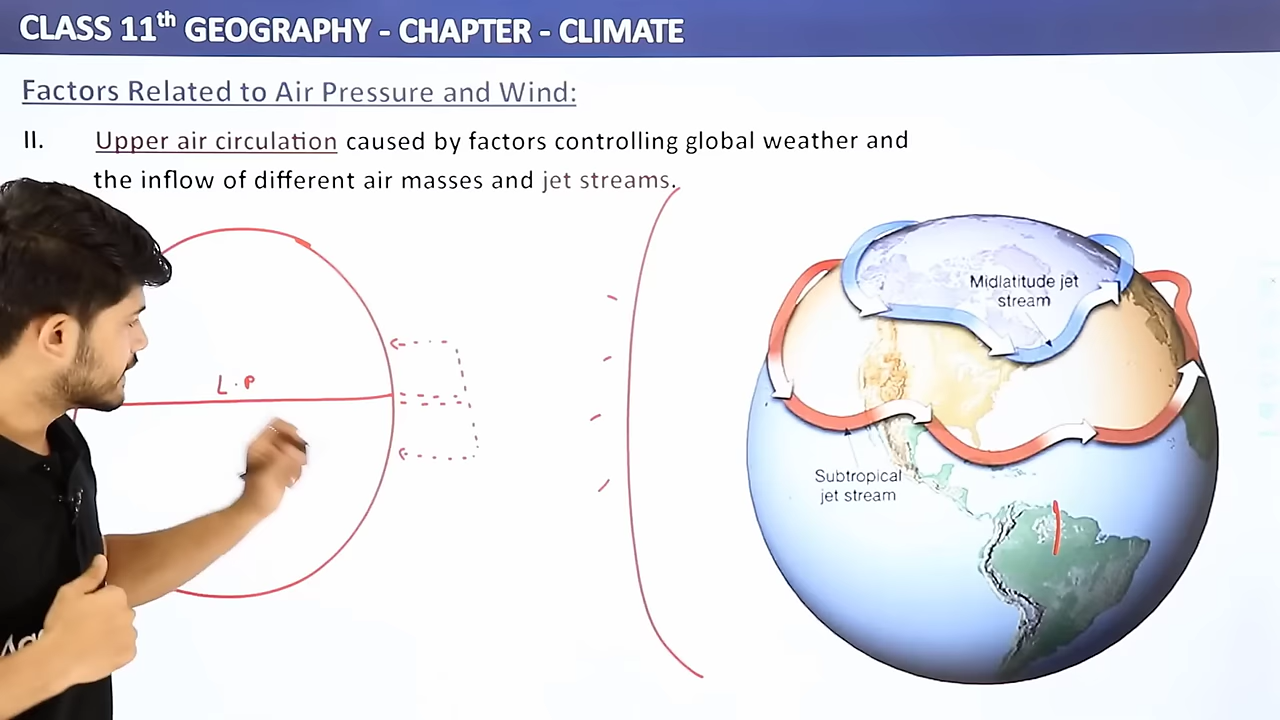 CLASS 11th GEOGRAPHY - CHAPTER - CLIMATE
Factors Related to Air Pressure and Wind:
II. Upper air circulation caused by factors controlling global weather and
the inflow of different air masses and jet streams.
L.P
Midlatitude jet
stream
Subtropical
jet stream